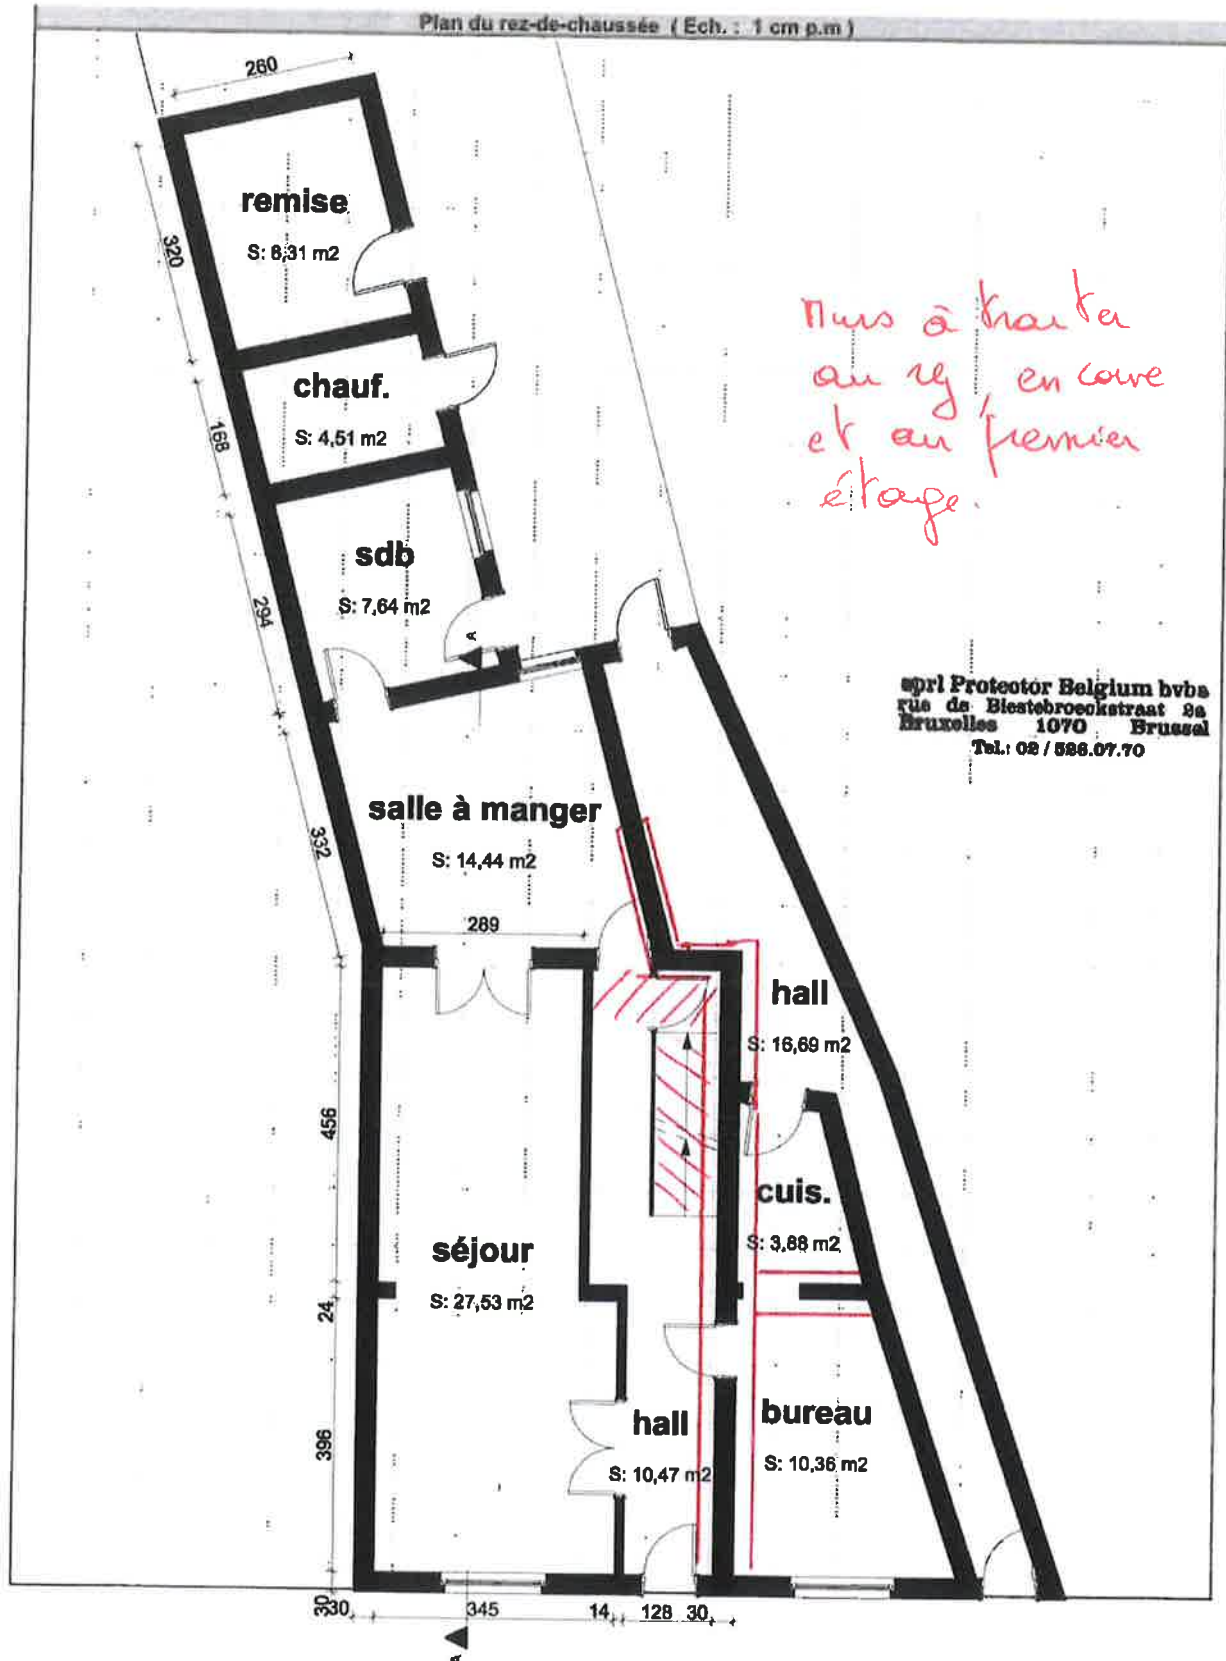 Plan du rez-de-chaussée ( Ech. : 1 cm p.m )
260
remise
S: 8,31 m2
320
chauf.
S: 4,51 m2
168
Murs à traiter
au rez, en cave
et au premier
étage.
sdb
S: 7,64 m2
294
A
sprl Protector Belgium bvba
rue de Biestebroeckstraat 2a
Bruxelles 1070 Brussel
Tel.: 02 / 526.07.70
salle à manger
S: 14,44 m2
332
289
hall
S: 16,69 m2
456
cuis.
S: 3,88 m2
séjour
S: 27,53 m2
24
396
hall
S: 10,47 m2
bureau
S: 10,36 m2
30
330
345
14
128
30
A